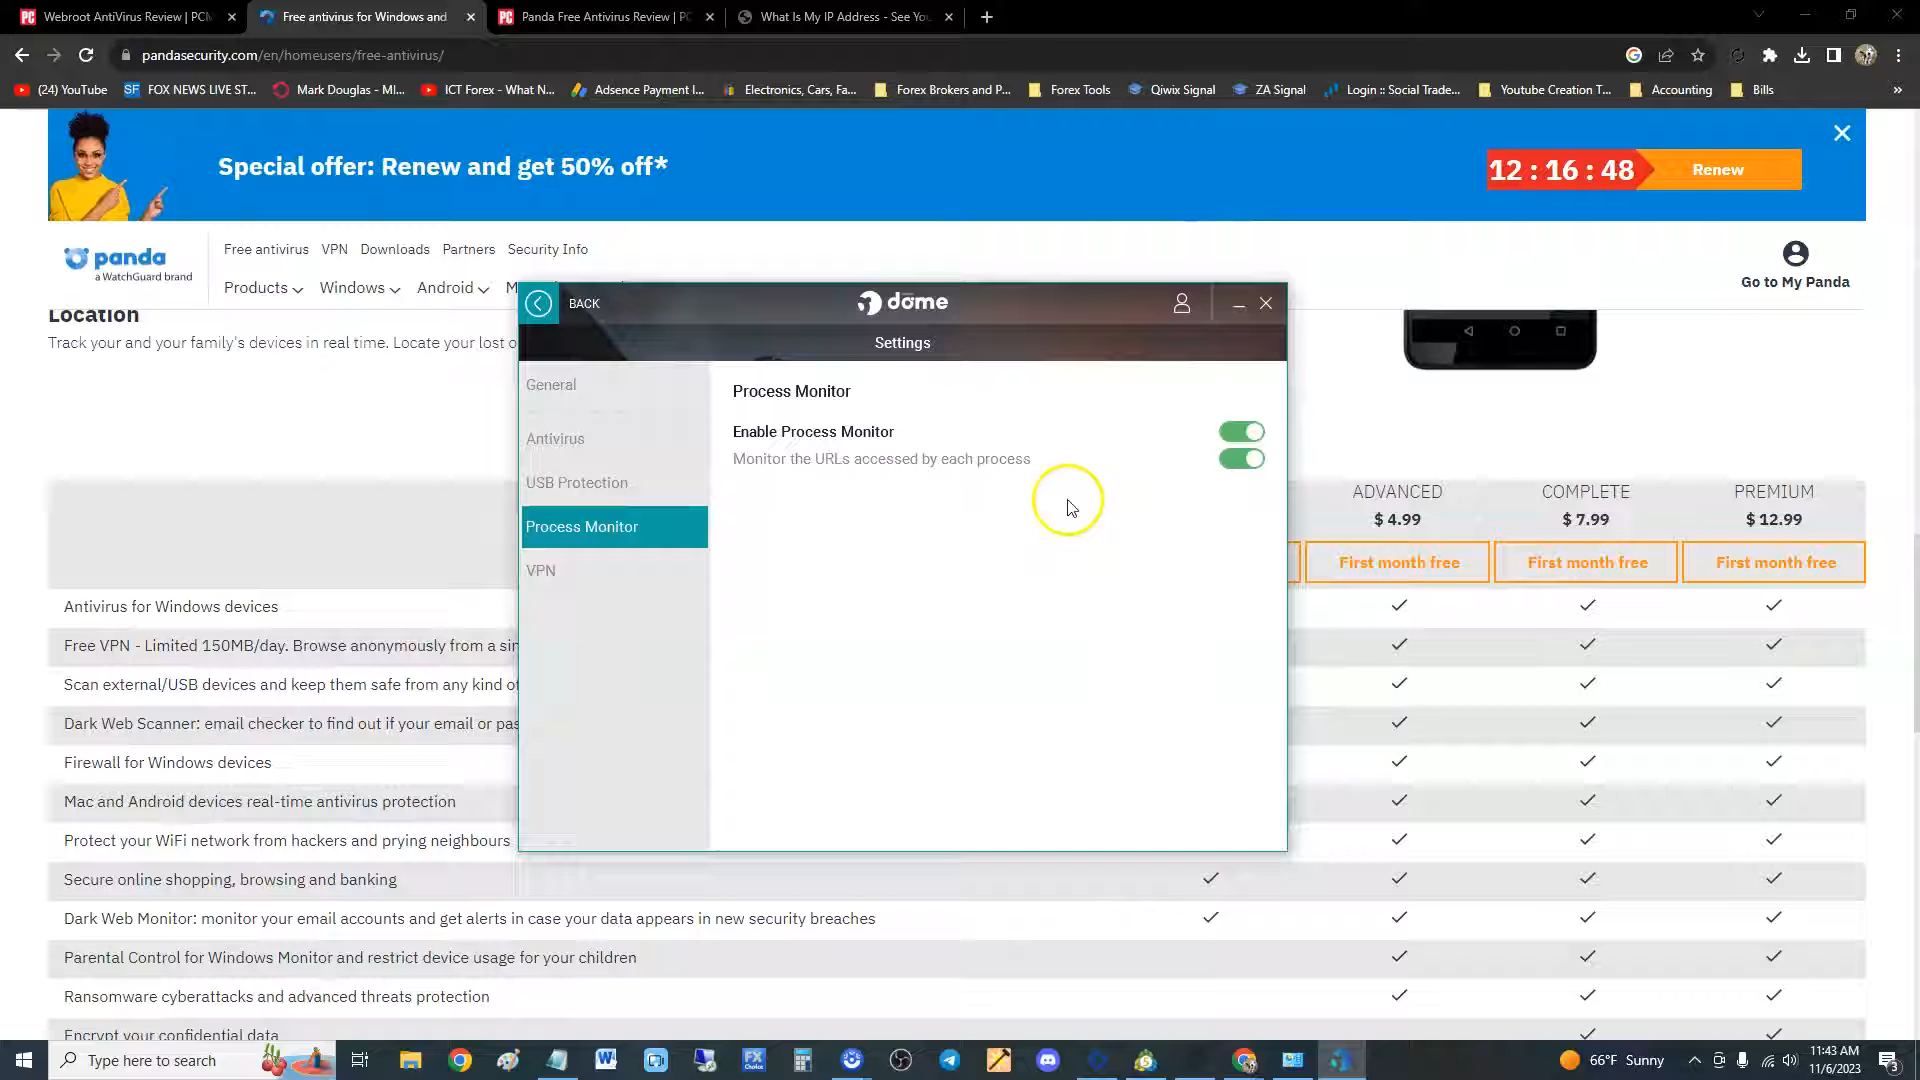 Webroot AntiVirus Review | PCM
Free antivirus for Windows and
Panda Free Antivirus Review | PC
What Is My IP Address - See You
pandasecurity.com/en/homeusers/free-antivirus/
(24) YouTube
FOX NEWS LIVE ST...
Mark Douglas - MI...
ICT Forex - What N...
Adsence Payment I...
Electronics, Cars, Fa...
Forex Brokers and P...
Forex Tools
Qiwix Signal
ZA Signal
Login :: Social Trade...
Youtube Creation T...
Accounting
Bills
Special offer: Renew and get 50% off*
12 : 16 : 48
Renew
panda
a WatchGuard brand
Free antivirus
VPN
Downloads
Partners
Security Info
Products
Windows
Android
Go to My Panda
Location
Track your and your family's devices in real time. Locate your lost o
BACK
dome
Settings
General
Antivirus
USB Protection
Process Monitor
VPN
Process Monitor
Enable Process Monitor
Monitor the URLs accessed by each process
ADVANCED
$ 4.99
First month free
COMPLETE
$ 7.99
First month free
PREMIUM
$ 12.99
First month free
Antivirus for Windows devices
Free VPN - Limited 150MB/day. Browse anonymously from a sin
Scan external/USB devices and keep them safe from any kind of
Dark Web Scanner: email checker to find out if your email or pas
Firewall for Windows devices
Mac and Android devices real-time antivirus protection
Protect your WiFi network from hackers and prying neighbours
Secure online shopping, browsing and banking
Dark Web Monitor: monitor your email accounts and get alerts in case your data appears in new security breaches
Parental Control for Windows Monitor and restrict device usage for your children
Ransomware cyberattacks and advanced threats protection
Encrypt your confidential data
Type here to search
66°F Sunny
11:43 AM
11/6/2023
3